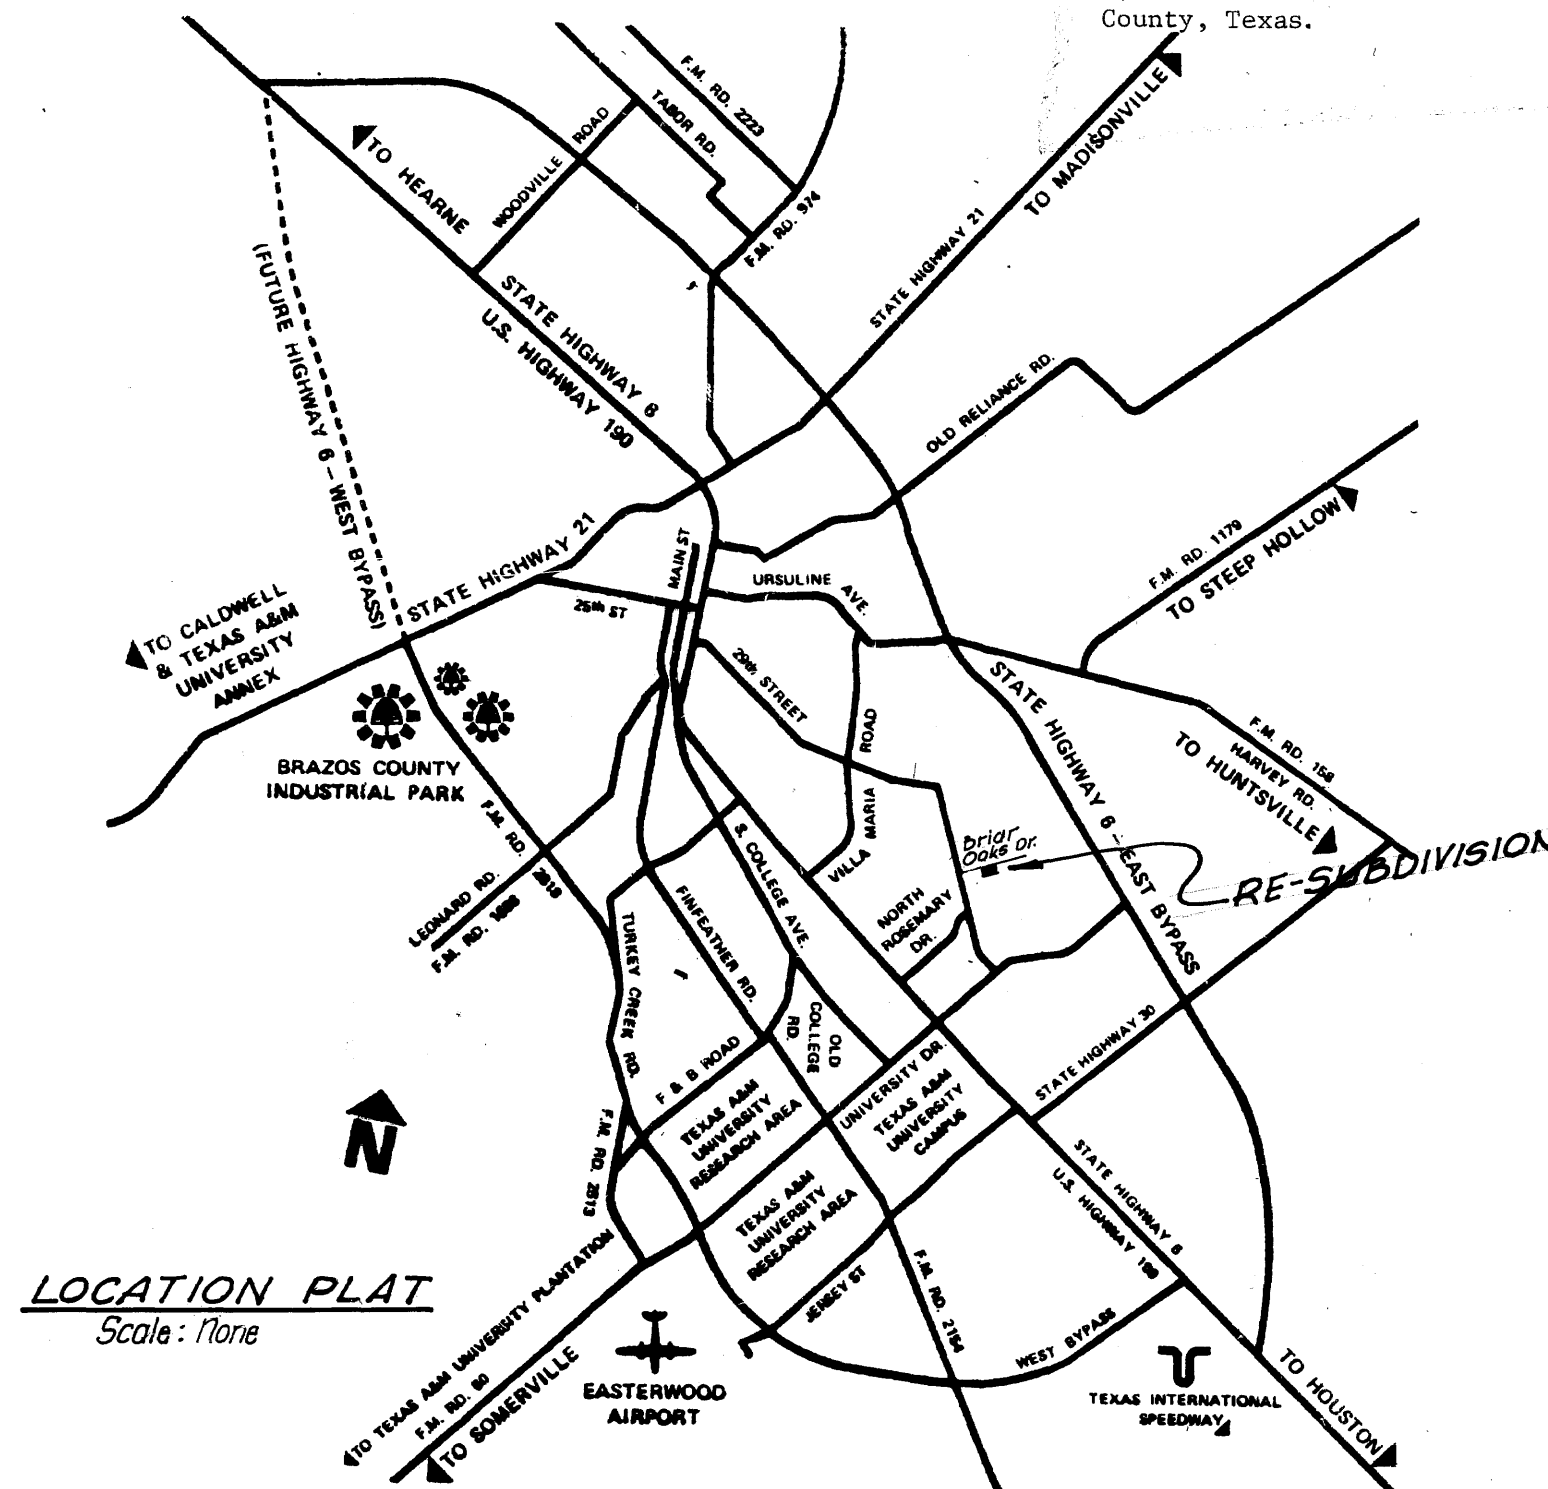 County, Texas.
F.M. RD. 2223
TABOR RD.
WOODVILLE ROAD
TO HEARNE
TO MADISONVILLE
F.M. RD. 974
STATE HIGHWAY 21
(FUTURE HIGHWAY 6 - WEST BYPASS)
STATE HIGHWAY 6
U.S. HIGHWAY 190
OLD RELIANCE RD.
STATE HIGHWAY 21
MAIN ST
F.M. RD. 1179
TO STEEP HOLLOW
URSULINE AVE.
25th ST
TO CALDWELL
& TEXAS A&M
UNIVERSITY
ANNEX
29th STREET
STATE HIGHWAY 6 - EAST BYPASS
F.M. RD. 158
HARVEY RD.
TO HUNTSVILLE
BRAZOS COUNTY
INDUSTRIAL PARK
F.M. RD. 2818
VILLA MARIA ROAD
Briar
Oaks Dr.
RE-SUBDIVISION
S. COLLEGE AVE.
LEONARD RD.
F.M. RD. 1688
NORTH
ROSEMARY
DR.
FINFEATHER RD.
TURKEY CREEK RD.
OLD
COLLEGE
RD.
STATE HIGHWAY 30
F & B ROAD
UNIVERSITY DR.
TEXAS A&M
UNIVERSITY
RESEARCH AREA
TEXAS A&M
UNIVERSITY
CAMPUS
N
F.M. RD. 2513
TEXAS A&M
UNIVERSITY
RESEARCH AREA
STATE HIGHWAY 6
U.S. HIGHWAY 190
LOCATION PLAT
Scale: None
TO TEXAS A&M UNIVERSITY PLANTATION
F.M. RD. 60
TO SOMERVILLE
JERSEY ST
F.M. RD. 2154
WEST BYPASS
EASTERWOOD
AIRPORT
TEXAS INTERNATIONAL
SPEEDWAY
TO HOUSTON